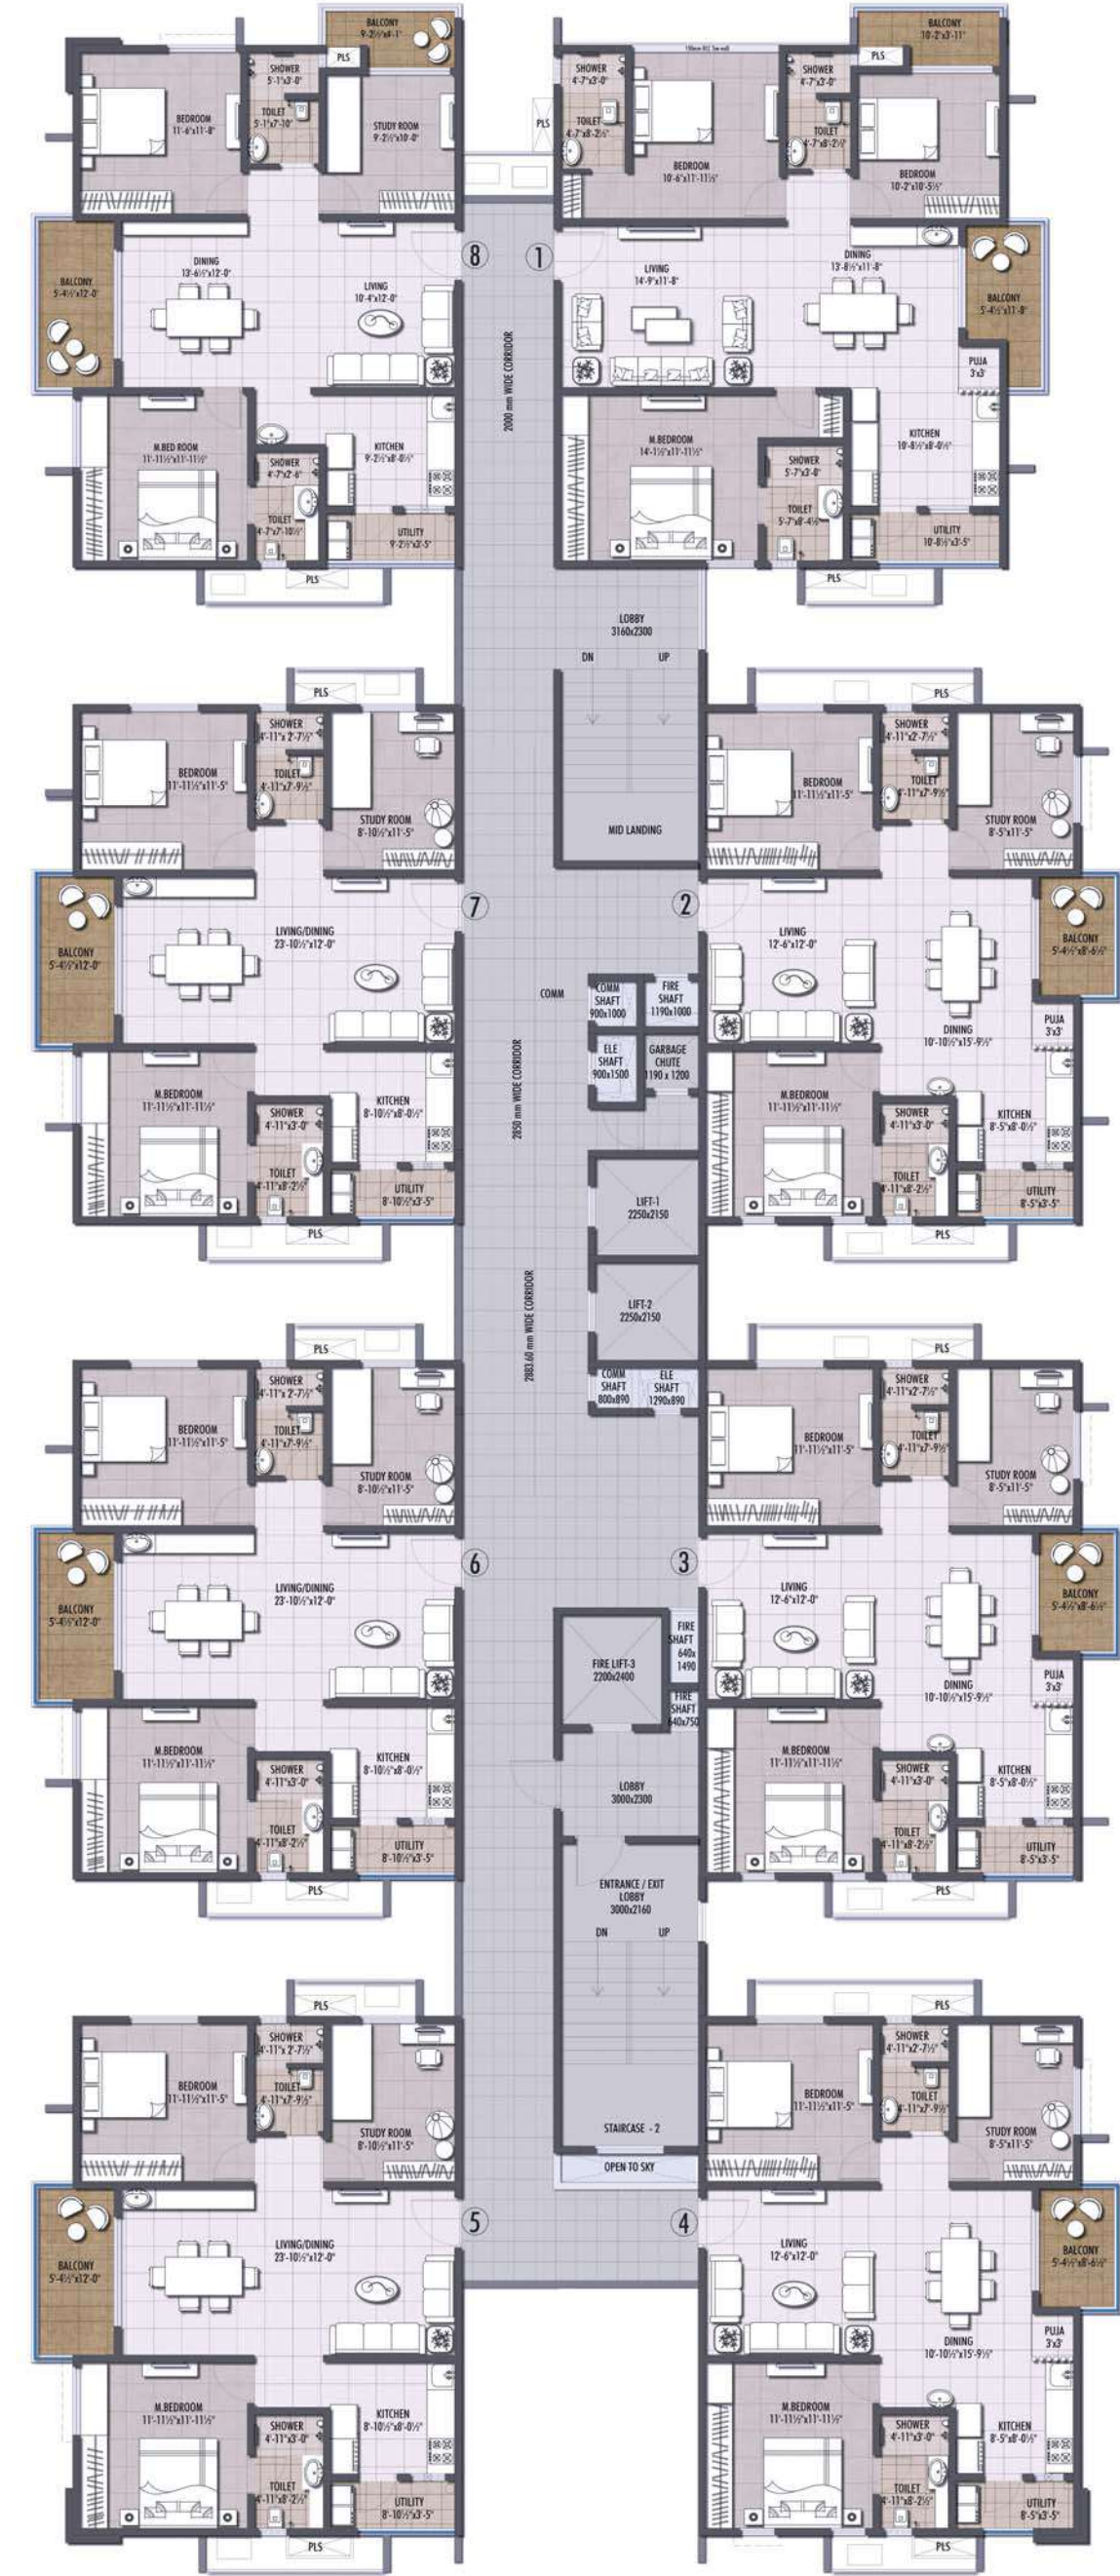 BALCONY
9'-2½"x4'-1"
PLS
SHOWER
5'-1"x3'-0"
BEDROOM
11'-6"x11'-8"
TOILET
5'-1"x7'-10"
STUDY ROOM
9'-2½"x10'-0"
DINING
13'-6½"x12'-0"
LIVING
10'-4"x12'-0"
BALCONY
5'-4½"x12'-0"
8
M.BED ROOM
11'-11½"x11'-11½"
KITCHEN
9'-2½"x8'-0½"
SHOWER
4'-7"x2'-6"
TOILET
4'-7"x7'-10½"
UTILITY
9'-2½"x3'-5"
PLS
BALCONY
10'-2"x3'-11"
PLS
SHOWER
4'-7"x3'-0"
SHOWER
4'-7"x3'-0"
PLS
TOILET
4'-7"x8'-2½"
TOILET
4'-7"x8'-2½"
BEDROOM
10'-6"x11'-11½"
BEDROOM
10'-2"x10'-5½"
1
LIVING
14'-9"x11'-8"
DINING
13'-8½"x11'-8"
BALCONY
5'-4½"x11'-8"
PUJA
3'x3'
M.BEDROOM
14'-1½"x11'-11½"
KITCHEN
10'-8½"x8'-0½"
SHOWER
5'-7"x3'-0"
TOILET
5'-7"x8'-4½"
UTILITY
10'-8½"x3'-5"
PLS
2000 mm WIDE CORRIDOR
LOBBY
3160x2300
DN UP
MID LANDING
PLS
SHOWER
4'-11"x 2'-7½"
BEDROOM
11'-11½"x11'-5"
TOILET
4'-11"x7'-9½"
STUDY ROOM
8'-10½"x11'-5"
7
LIVING/DINING
23'-10½"x12'-0"
BALCONY
5'-4½"x12'-0"
M.BEDROOM
11'-11½"x11'-11½"
KITCHEN
8'-10½"x8'-0½"
SHOWER
4'-11"x3'-0"
TOILET
4'-11"x8'-2½"
UTILITY
8'-10½"x3'-5"
PLS
PLS
SHOWER
4'-11"x2'-7½"
BEDROOM
11'-11½"x11'-5"
TOILET
4'-11"x7'-9½"
STUDY ROOM
8'-5"x11'-5"
2
LIVING
12'-6"x12'-0"
BALCONY
5'-4½"x8'-6½"
DINING
10'-10½"x15'-9½"
PUJA
3'x3'
M.BEDROOM
11'-11½"x11'-11½"
KITCHEN
8'-5"x8'-0½"
SHOWER
4'-11"x3'-0"
TOILET
4'-11"x8'-2½"
UTILITY
8'-5"x3'-5"
PLS
COMM
COMM
SHAFT
900x1000
FIRE
SHAFT
1190x1000
ELE
SHAFT
900x1500
GARBAGE
CHUTE
1190 x 1200
2850 mm WIDE CORRIDOR
LIFT-1
2250x2150
LIFT-2
2250x2150
2883.60 mm WIDE CORRIDOR
COMM
SHAFT
800x890
ELE
SHAFT
1290x890
PLS
SHOWER
4'-11"x 2'-7½"
BEDROOM
11'-11½"x11'-5"
TOILET
4'-11"x7'-9½"
STUDY ROOM
8'-10½"x11'-5"
6
LIVING/DINING
23'-10½"x12'-0"
BALCONY
5'-4½"x12'-0"
M.BEDROOM
11'-11½"x11'-11½"
KITCHEN
8'-10½"x8'-0½"
SHOWER
4'-11"x3'-0"
TOILET
4'-11"x8'-2½"
UTILITY
8'-10½"x3'-5"
PLS
PLS
SHOWER
4'-11"x2'-7½"
BEDROOM
11'-11½"x11'-5"
TOILET
4'-11"x7'-9½"
STUDY ROOM
8'-5"x11'-5"
3
LIVING
12'-6"x12'-0"
BALCONY
5'-4½"x8'-6½"
DINING
10'-10½"x15'-9½"
PUJA
3'x3'
M.BEDROOM
11'-11½"x11'-11½"
KITCHEN
8'-5"x8'-0½"
SHOWER
4'-11"x3'-0"
TOILET
4'-11"x8'-2½"
UTILITY
8'-5"x3'-5"
PLS
FIRE
SHAFT
640x
1490
FIRE LIFT-3
2200x2400
FIRE
SHAFT
640x750
LOBBY
3000x2300
ENTRANCE / EXIT
LOBBY
3000x2160
DN UP
STAIRCASE - 2
OPEN TO SKY
PLS
SHOWER
4'-11"x 2'-7½"
BEDROOM
11'-11½"x11'-5"
TOILET
4'-11"x7'-9½"
STUDY ROOM
8'-10½"x11'-5"
5
LIVING/DINING
23'-10½"x12'-0"
BALCONY
5'-4½"x12'-0"
M.BEDROOM
11'-11½"x11'-11½"
KITCHEN
8'-10½"x8'-0½"
SHOWER
4'-11"x3'-0"
TOILET
4'-11"x8'-2½"
UTILITY
8'-10½"x3'-5"
PLS
PLS
SHOWER
4'-11"x2'-7½"
BEDROOM
11'-11½"x11'-5"
TOILET
4'-11"x7'-9½"
STUDY ROOM
8'-5"x11'-5"
4
LIVING
12'-6"x12'-0"
BALCONY
5'-4½"x8'-6½"
DINING
10'-10½"x15'-9½"
PUJA
3'x3'
M.BEDROOM
11'-11½"x11'-11½"
KITCHEN
8'-5"x8'-0½"
SHOWER
4'-11"x3'-0"
TOILET
4'-11"x8'-2½"
UTILITY
8'-5"x3'-5"
PLS